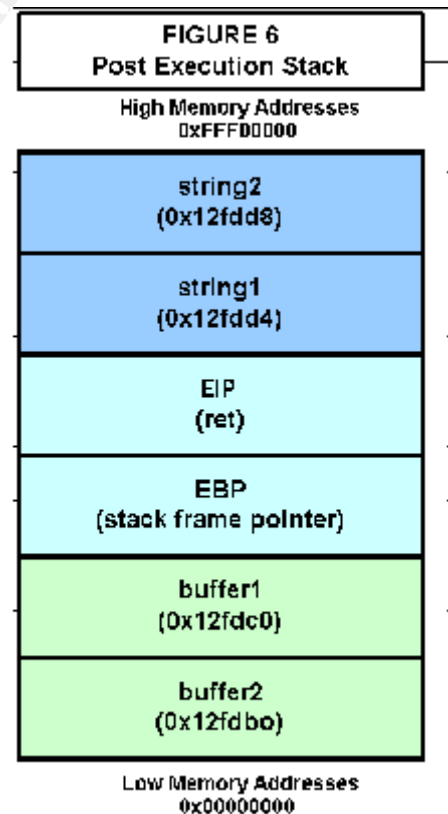 FIGURE 6
Post Execution Stack
High Memory Addresses
0xFFF00000
string2
(0x12fdd8)
string1
(0x12fdd4)
EIP
(ret)
EBP
(stack frame pointer)
buffer1
(0x12fdc0)
buffer2
(0x12fdbo)
Low Memory Addresses
0x00000000